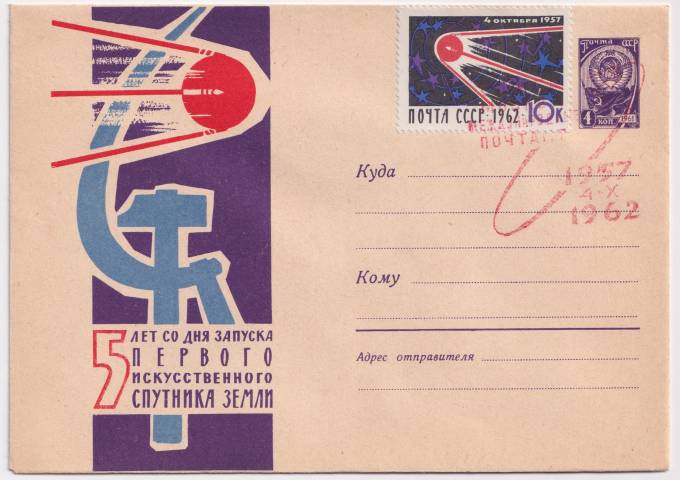 4 ОКТЯБРЯ 1957
ПОЧТА СССР·1962 10К
ПОЧТА СССР
4 КОП. 1961
ПОЧТАМТ
1957
4-X
1962
Куда
Кому
Адрес отправителя
5 ЛЕТ СО ДНЯ ЗАПУСКА
ПЕРВОГО
ИСКУССТВЕННОГО
СПУТНИКА ЗЕМЛИ